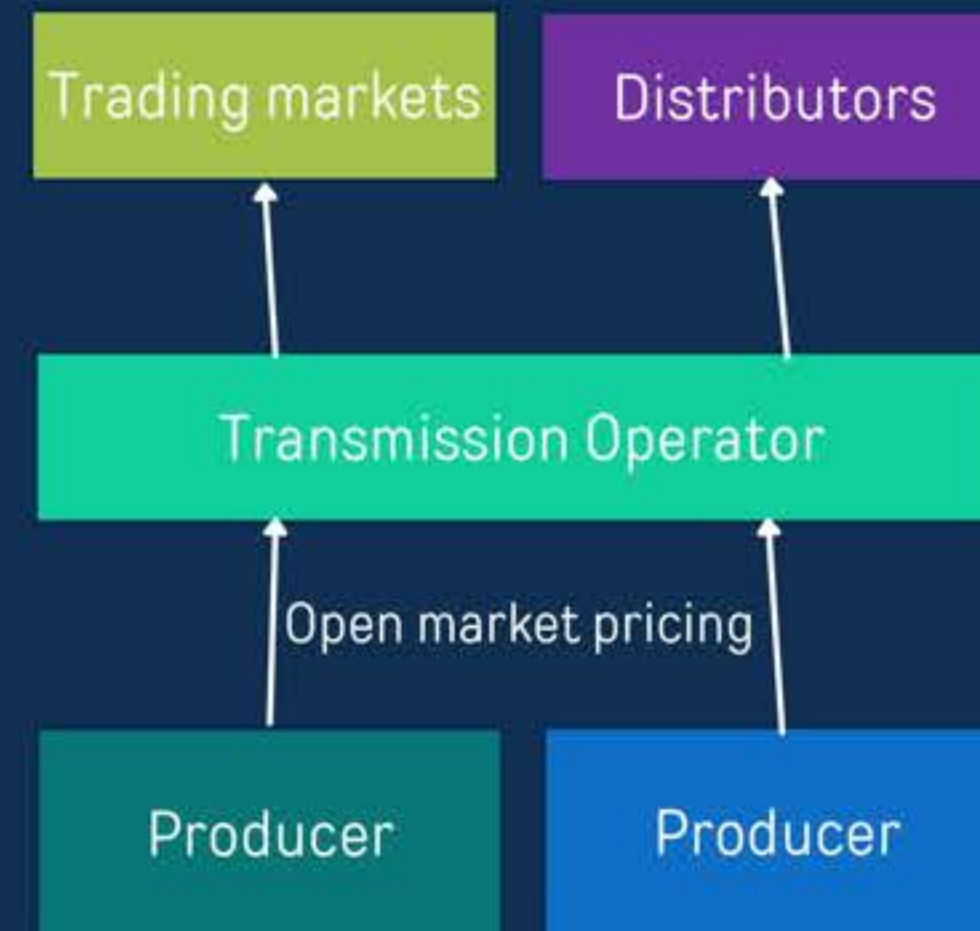 Trading markets
Distributors
Transmission Operator
Open market pricing
Producer
Producer